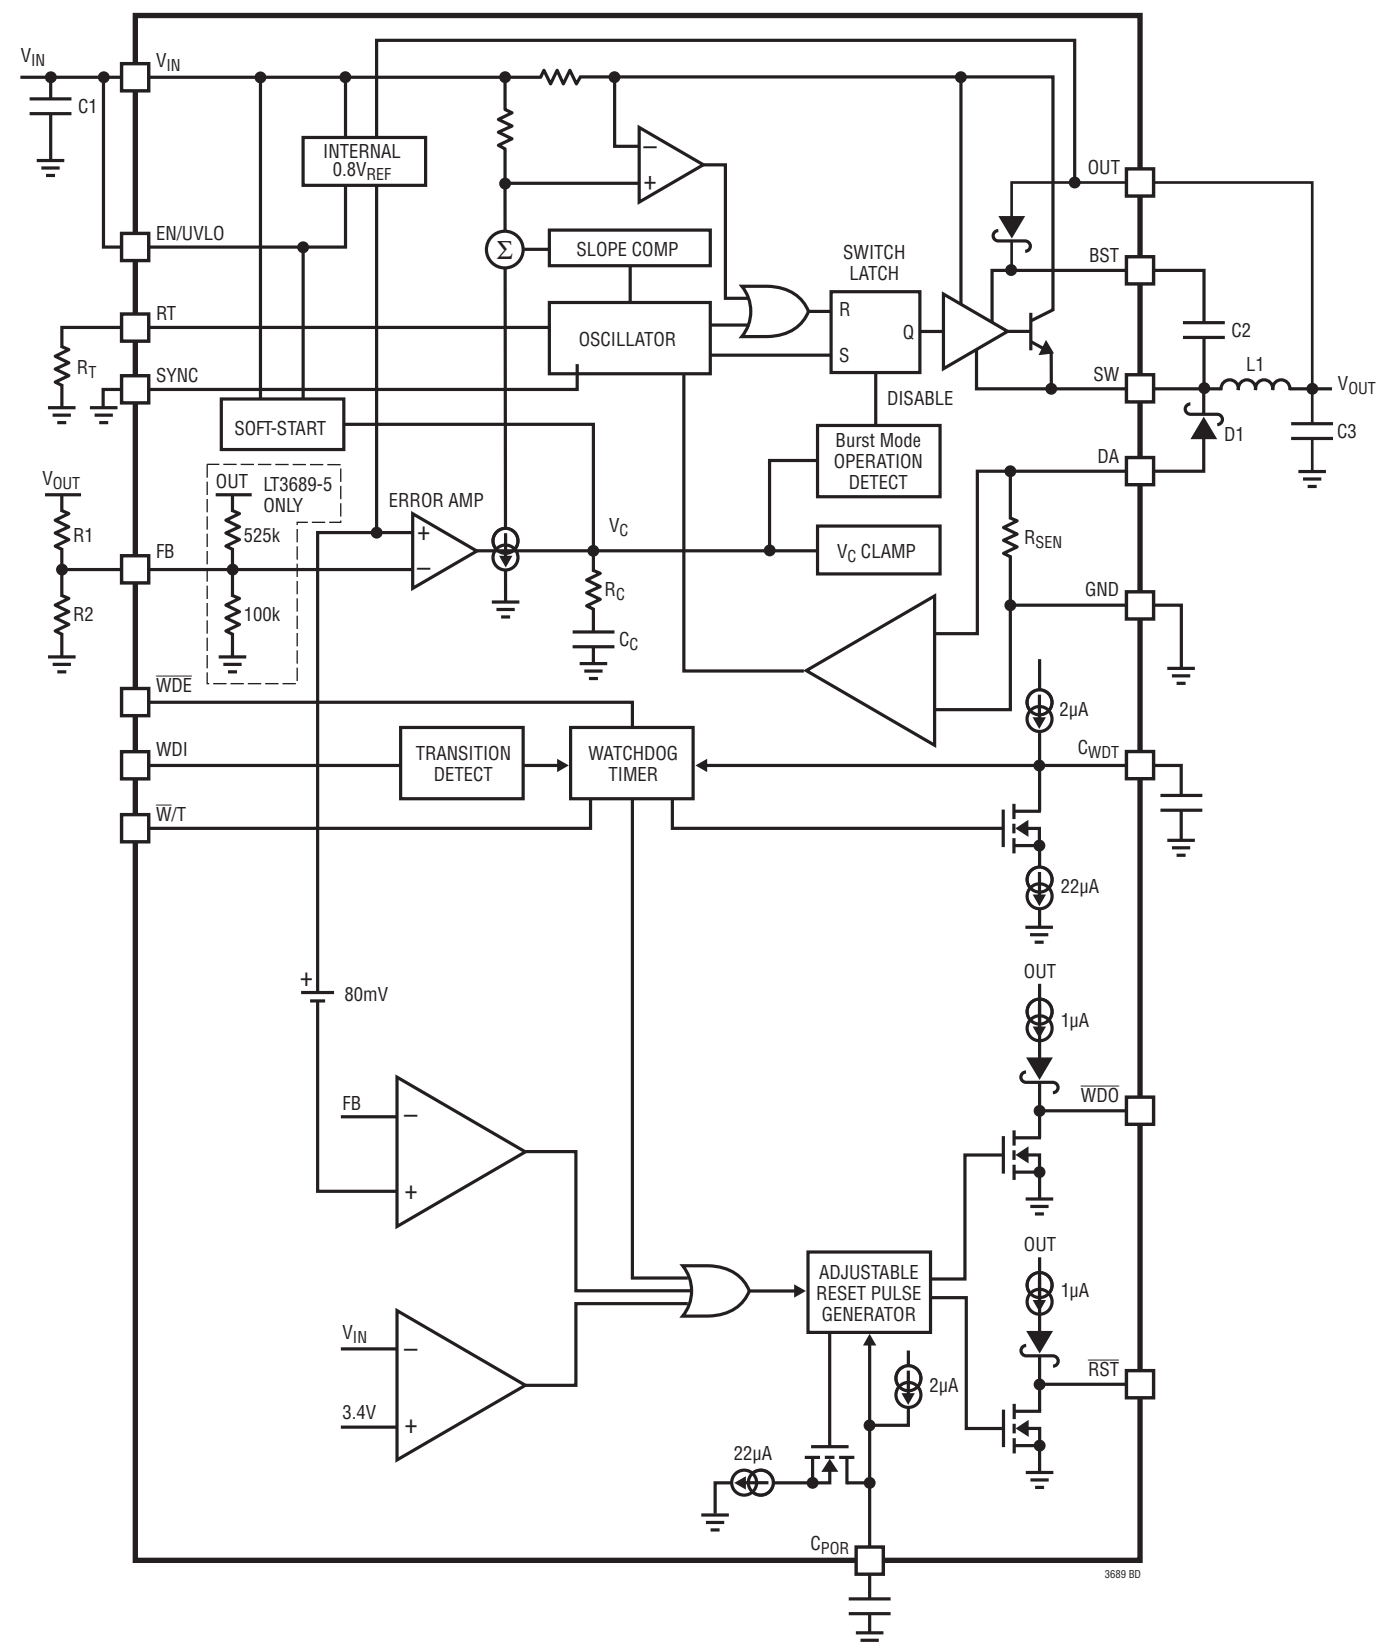 VIN
VIN
C1
INTERNAL
0.8VREF
−
+
OUT
EN/UVLO
Σ
SLOPE COMP
SWITCH
LATCH
BST
RT
OSCILLATOR
R
Q
S
C2
RT
SYNC
SW
L1
VOUT
DISABLE
SOFT-START
D1
C3
Burst Mode
OPERATION
DETECT
DA
VOUT
OUT
LT3689-5
ONLY
ERROR AMP
R1
525k
+
VC
RSEN
FB
−
VC CLAMP
R2
100k
RC
GND
CC
W̅D̅E̅
2µA
WDI
TRANSITION
DETECT
WATCHDOG
TIMER
CWDT
W̅/T
22µA
OUT
+
80mV
1µA
W̅D̅O̅
FB
−
+
OUT
ADJUSTABLE
RESET PULSE
GENERATOR
1µA
VIN
−
R̅S̅T̅
2µA
3.4V
+
22µA
CPOR
3689 BD